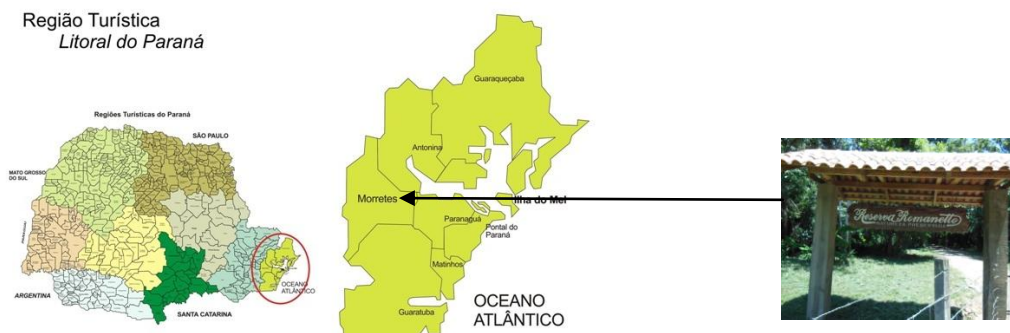 Região Turística
Litoral do Paraná
Regiões Turísticas do Paraná
SÃO PAULO
MATO GROSSO
DO SUL
ARGENTINA
SANTA CATARINA
OCEANO
ATLÂNTICO
Guaraqueçaba
Antonina
Morretes
Ilha do Mel
Paranaguá
Pontal do
Paraná
Matinhos
Guaratuba
OCEANO
ATLÂNTICO
Reserva Romanetto